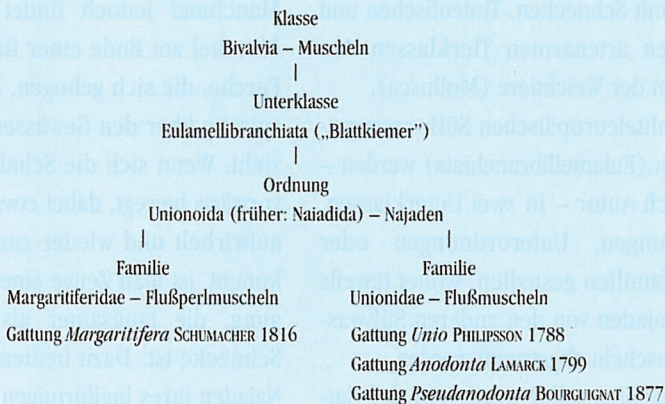 Klasse
Bivalvia – Muscheln
Unterklasse
Eulamellibranchiata („Blattkiemer”)
Ordnung
Unionoida (früher: Naiadida) – Najaden
Familie
Margaritiferidae – Flußperlmuscheln
Gattung Margaritifera SCHUMACHER 1816
Familie
Unionidae – Flußmuscheln
Gattung Unio PHILIPSSON 1788
Gattung Anodonta LAMARCK 1799
Gattung Pseudanodonta BOURGUIGNAT 1877